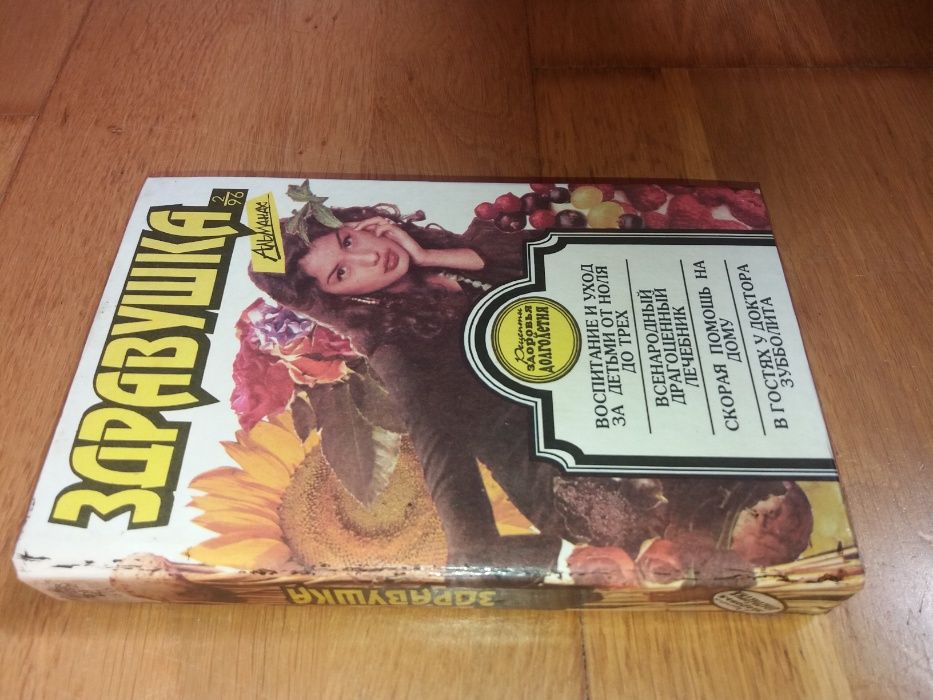 ЗДРАВУШКА
2/96
АЛЬМАНАХ
Рецепты
ЗДОРОВЬЯ
ДОЛГОЛЕТИЯ
ВОСПИТАНИЕ И УХОД
ЗА ДЕТЬМИ ОТ НОЛЯ
ДО ТРЕХ
ВСЕНАРОДНЫЙ
ДРАГОЦЕННЫЙ
ЛЕЧЕБНИК
СКОРАЯ ПОМОЩЬ НА
ДОМУ
В ГОСТЯХ У ДОКТОРА
ЗУББОЛИТА
ЗДРАВУШКА